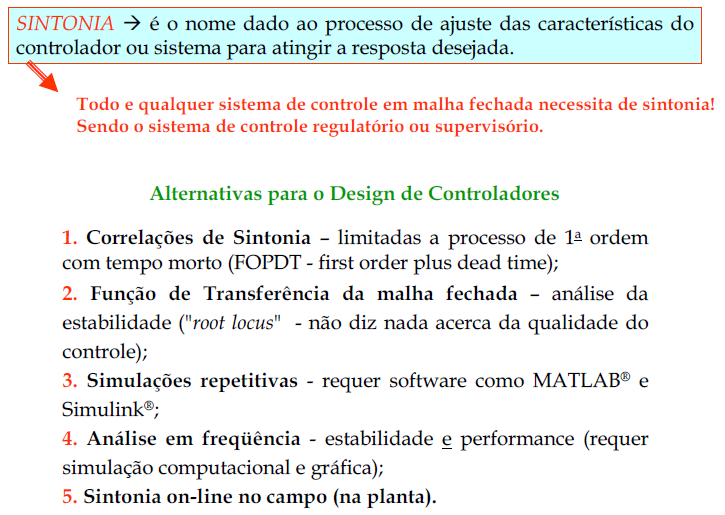 SINTONIA → é o nome dado ao processo de ajuste das características do
controlador ou sistema para atingir a resposta desejada.
Todo e qualquer sistema de controle em malha fechada necessita de sintonia!
Sendo o sistema de controle regulatório ou supervisório.
Alternativas para o Design de Controladores
1. Correlações de Sintonia – limitadas a processo de 1ª ordem
com tempo morto (FOPDT - first order plus dead time);
2. Função de Transferência da malha fechada – análise da
estabilidade ("root locus" - não diz nada acerca da qualidade do
controle);
3. Simulações repetitivas - requer software como MATLAB® e
Simulink®;
4. Análise em freqüência - estabilidade e performance (requer
simulação computacional e gráfica);
5. Sintonia on-line no campo (na planta).